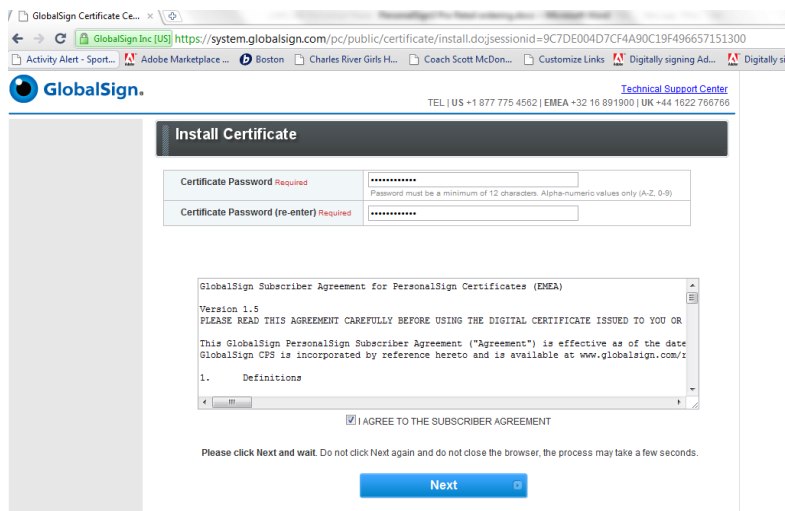 GlobalSign Certificate Ce...
GlobalSign Inc [US] https://system.globalsign.com/pc/public/certificate/install.do;jsessionid=9C7DE004D7CF4A90C19F496657151300
Activity Alert - Sport... Adobe Marketplace ... Boston Charles River Girls H... Coach Scott McDon... Customize Links Digitally signing Ad... Digitally si
GlobalSign.
Technical Support Center
TEL | US +1 877 775 4562 | EMEA +32 16 891900 | UK +44 1622 766766
Install Certificate
Certificate Password Required
Password must be a minimum of 12 characters. Alpha-numeric values only (A-Z, 0-9)
Certificate Password (re-enter) Required
GlobalSign Subscriber Agreement for PersonalSign Certificates (EMEA)
Version 1.5
PLEASE READ THIS AGREEMENT CAREFULLY BEFORE USING THE DIGITAL CERTIFICATE ISSUED TO YOU OR
This GlobalSign PersonalSign Subscriber Agreement ("Agreement") is effective as of the date
GlobalSign CPS is incorporated by reference hereto and is available at www.globalsign.com/r
1. Definitions
I AGREE TO THE SUBSCRIBER AGREEMENT
Please click Next and wait. Do not click Next again and do not close the browser, the process may take a few seconds.
Next